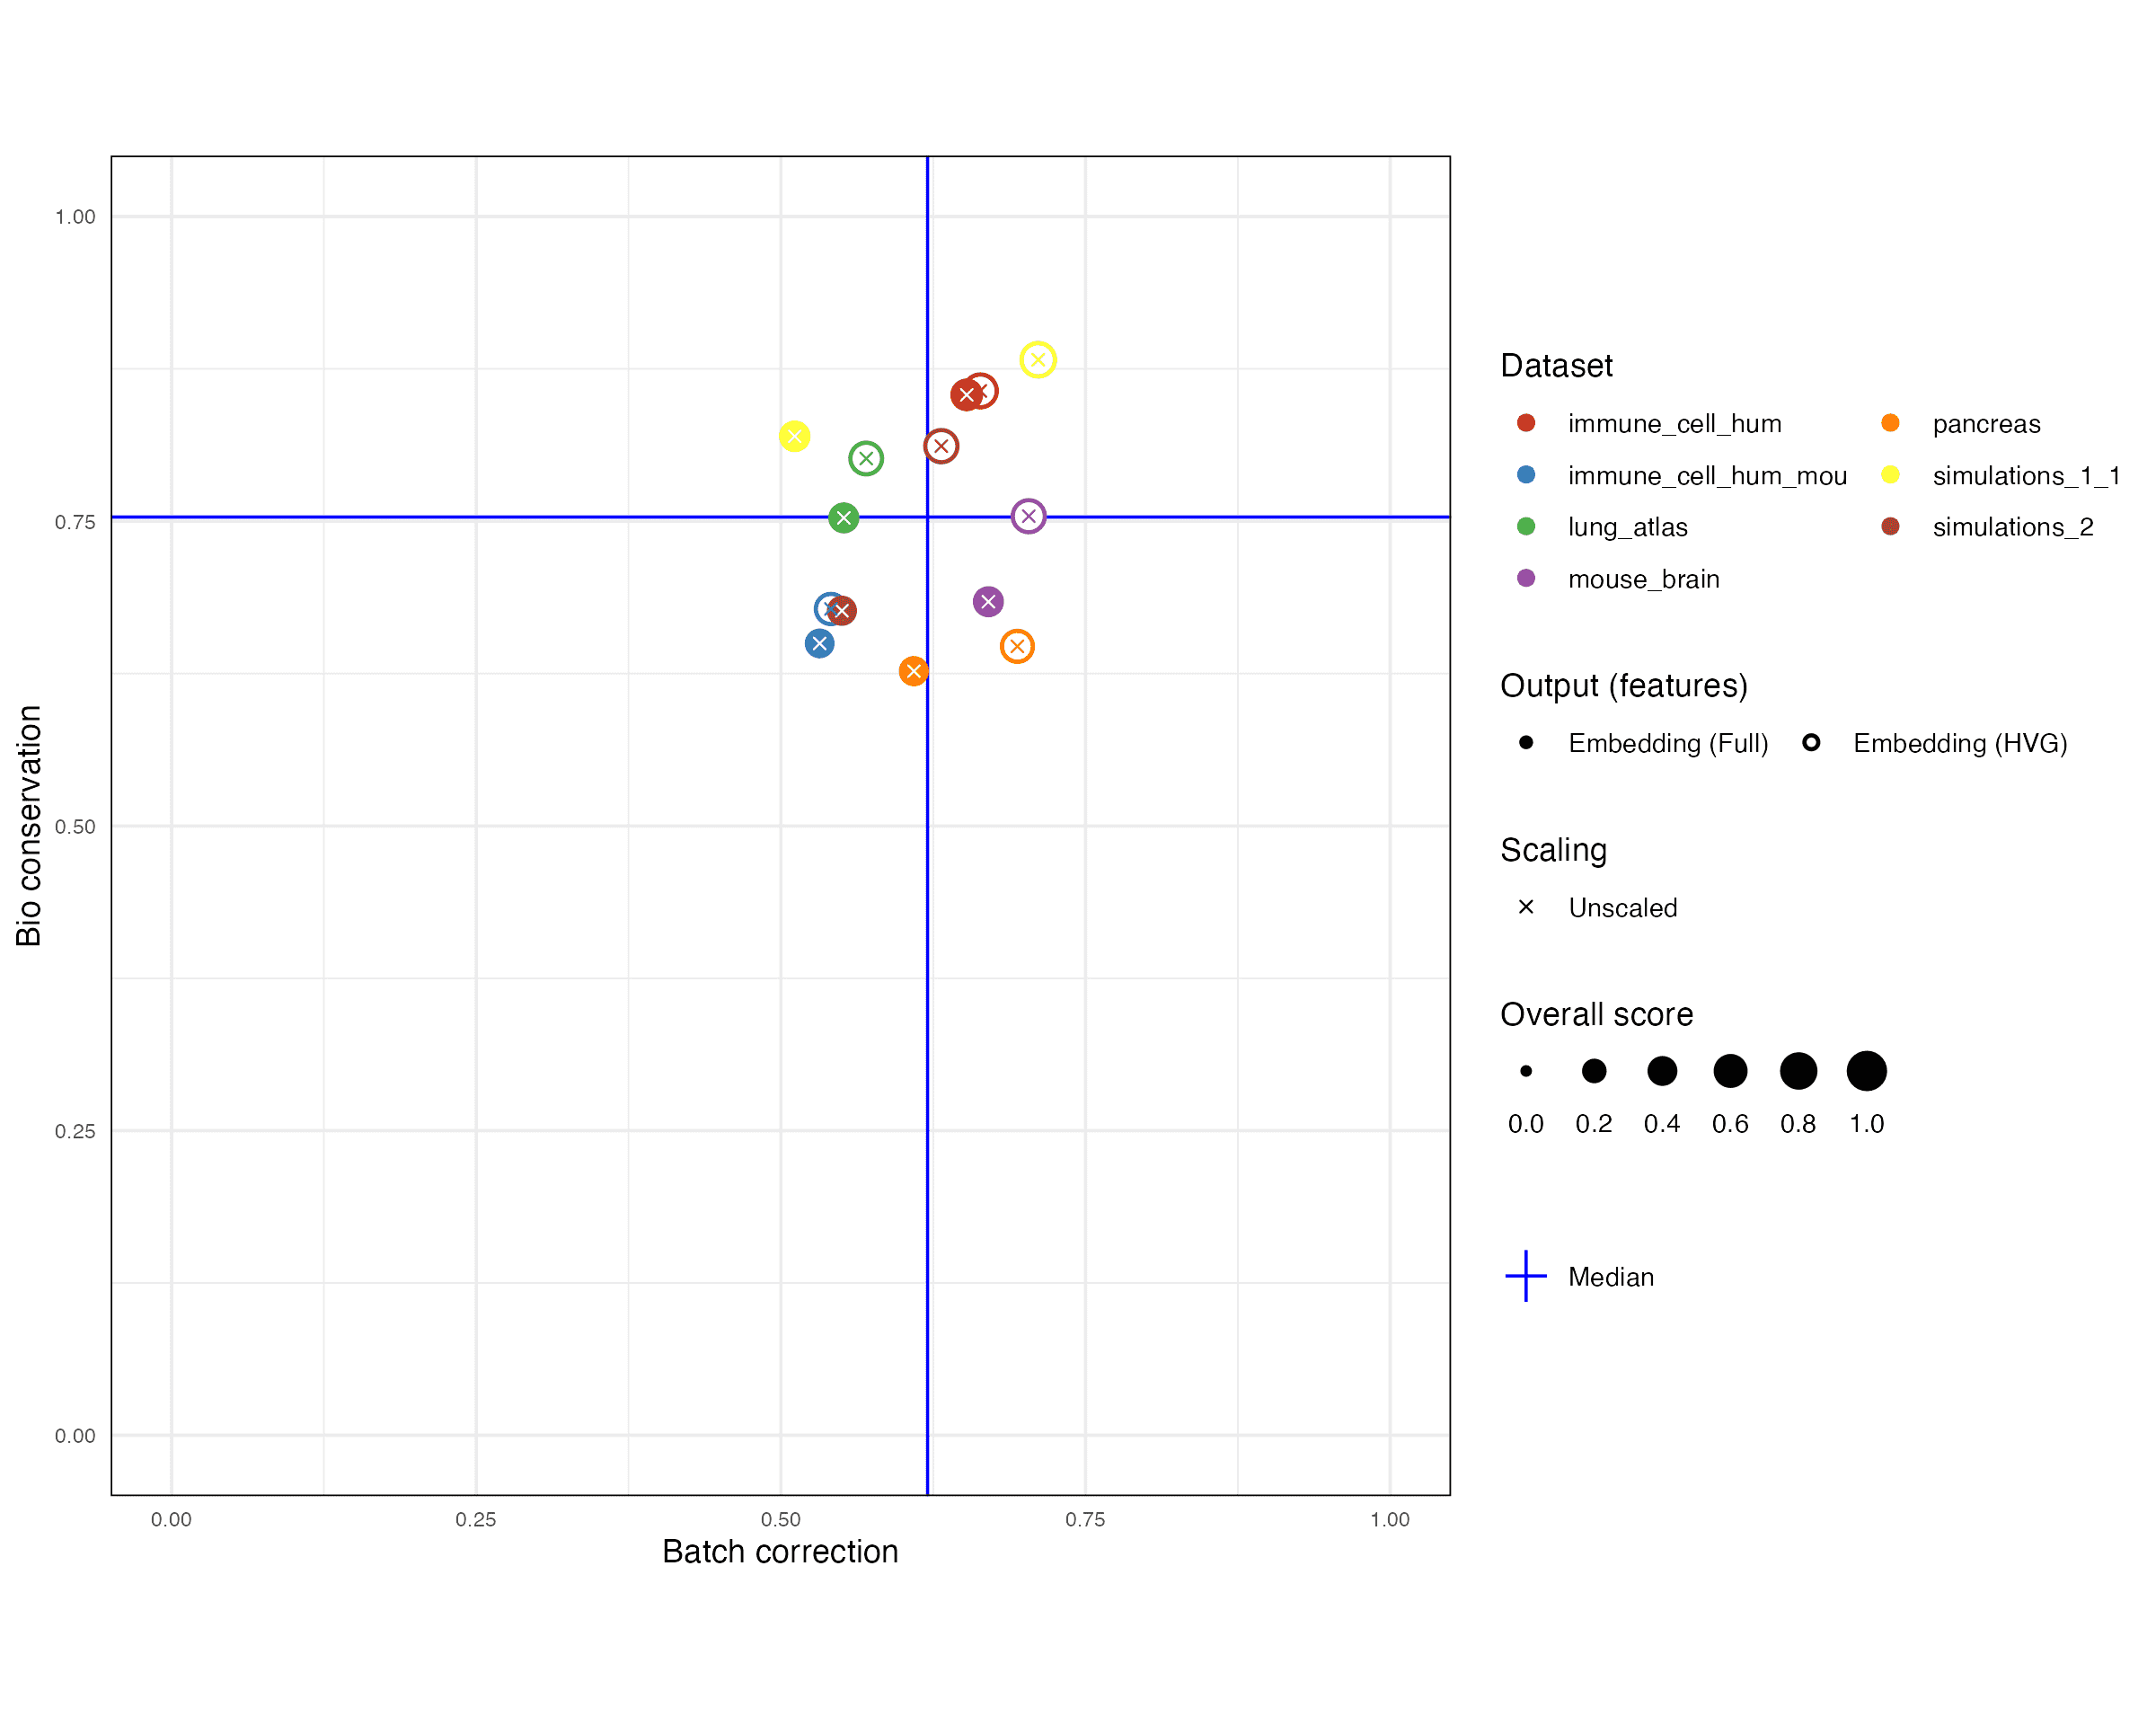 1.00
0.75
0.50
0.25
0.00
Bio conservation
0.00 0.25 0.50 0.75 1.00
Batch correction
Dataset
immune_cell_hum pancreas
immune_cell_hum_mou simulations_1_1
lung_atlas simulations_2
mouse_brain
Output (features)
Embedding (Full) Embedding (HVG)
Scaling
Unscaled
Overall score
0.0 0.2 0.4 0.6 0.8 1.0
Median